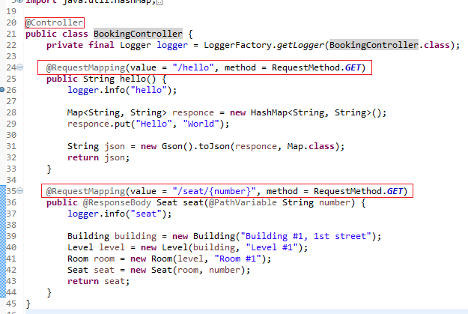 import java.util.HashMap;
19
20 @Controller
21 public class BookingController {
22 private final Logger logger = LoggerFactory.getLogger(BookingController.class);
23
24 @RequestMapping(value = "/hello", method = RequestMethod.GET)
25 public String hello() {
26 logger.info("hello");
27
28 Map<String, String> responce = new HashMap<String, String>();
29 responce.put("Hello", "World");
30
31 String json = new Gson().toJson(responce, Map.class);
32 return json;
33 }
34
35 @RequestMapping(value = "/seat/{number}", method = RequestMethod.GET)
36 public @ResponseBody Seat seat(@PathVariable String number) {
37 logger.info("seat");
38
39 Building building = new Building("Building #1, 1st street");
40 Level level = new Level(building, "Level #1");
41 Room room = new Room(level, "Room #1");
42 Seat seat = new Seat(room, number);
43 return seat;
44 }
45 }